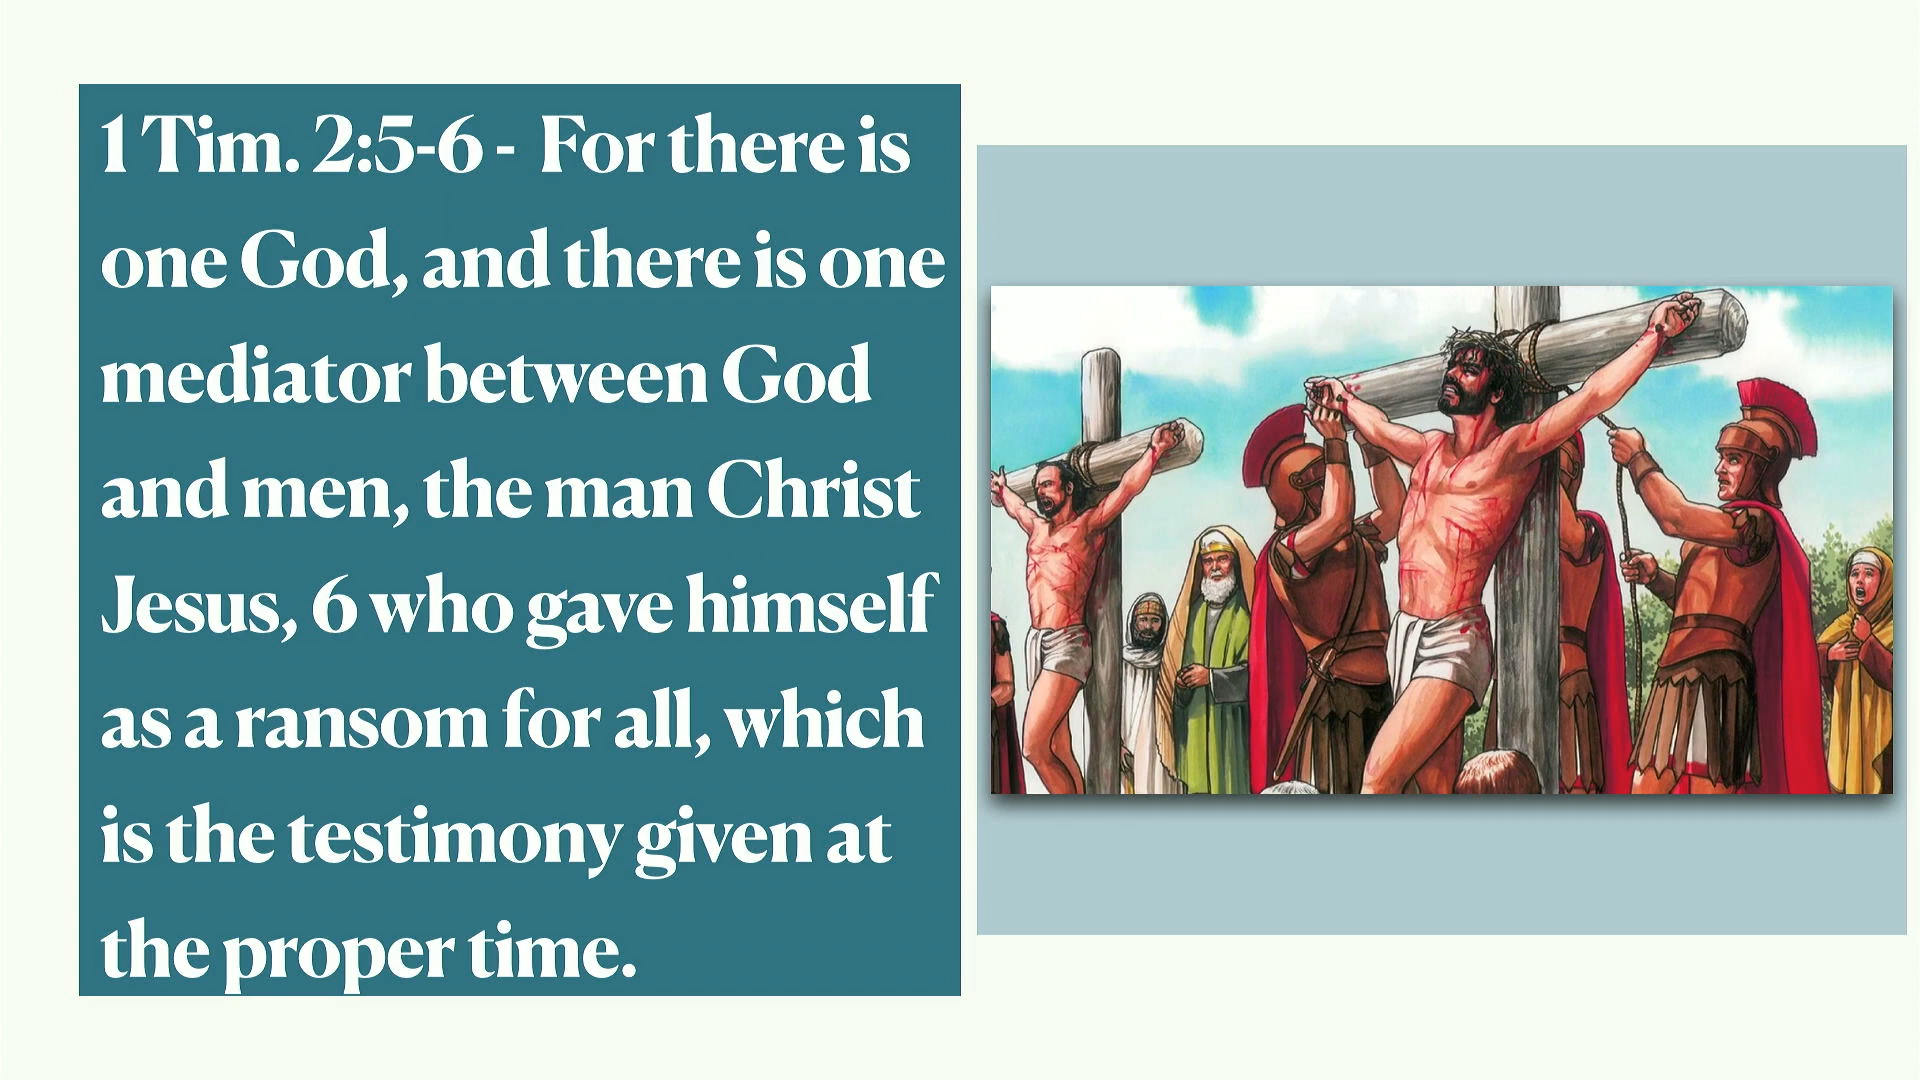 1 Tim. 2:5-6 - For there is
one God, and there is one
mediator between God
and men, the man Christ
Jesus, 6 who gave himself
as a ransom for all, which
is the testimony given at
the proper time.